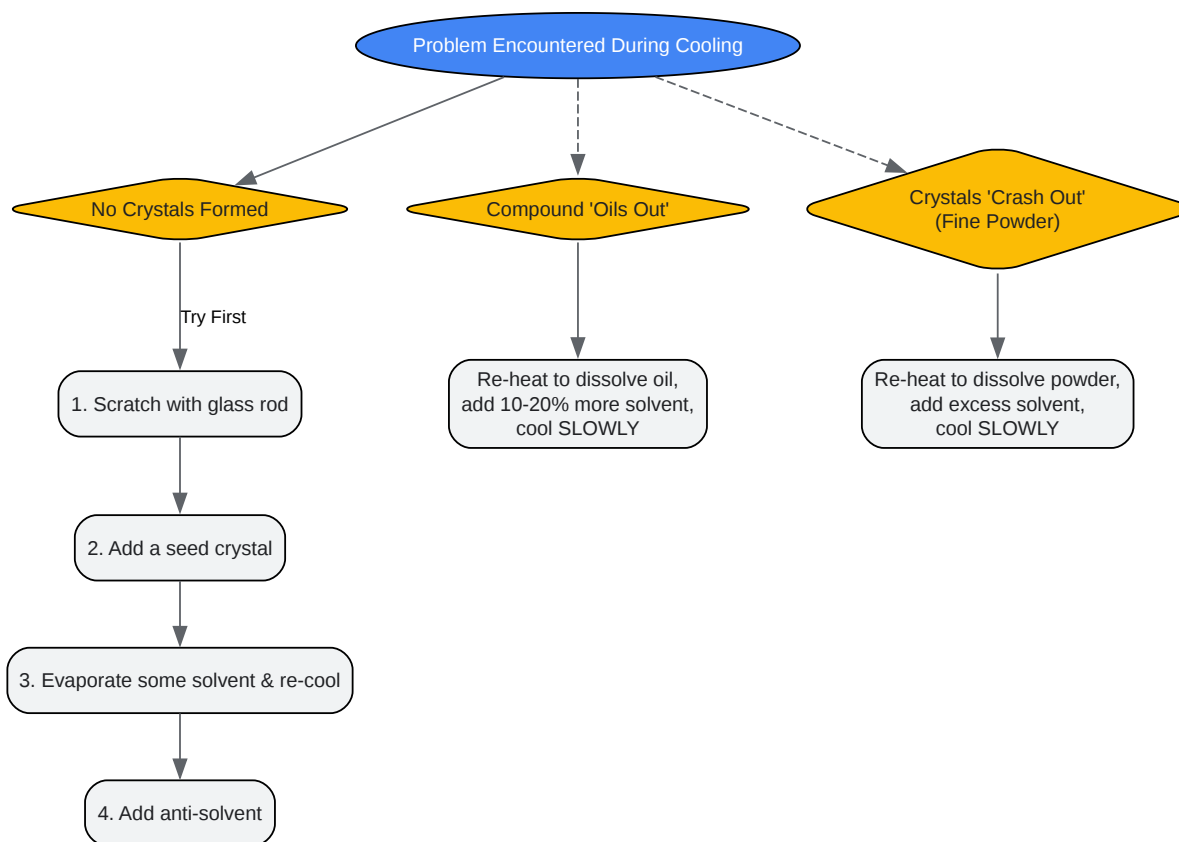 Problem Encountered During Cooling
No Crystals Formed
Compound 'Oils Out'
Crystals 'Crash Out'
(Fine Powder)
Try First
1. Scratch with glass rod
Re-heat to dissolve oil,
add 10-20% more solvent,
cool SLOWLY
Re-heat to dissolve powder,
add excess solvent,
cool SLOWLY
2. Add a seed crystal
3. Evaporate some solvent & re-cool
4. Add anti-solvent